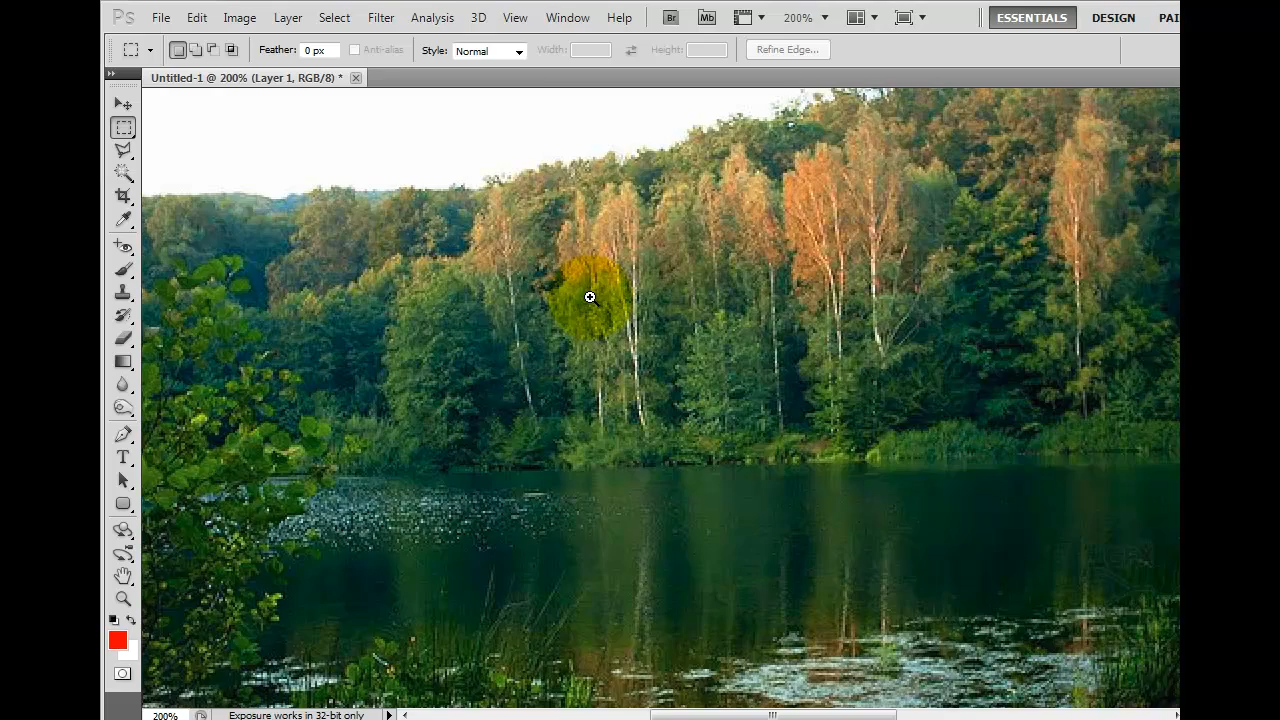 Ps File Edit Image Layer Select Filter Analysis 3D View Window Help Br Mb 200% ESSENTIALS DESIGN PAI
Feather: 0 px Anti-alias Style: Normal Width: Height: Refine Edge...
Untitled-1 @ 200% (Layer 1, RGB/8) *
T
200% Exposure works in 32-bit only